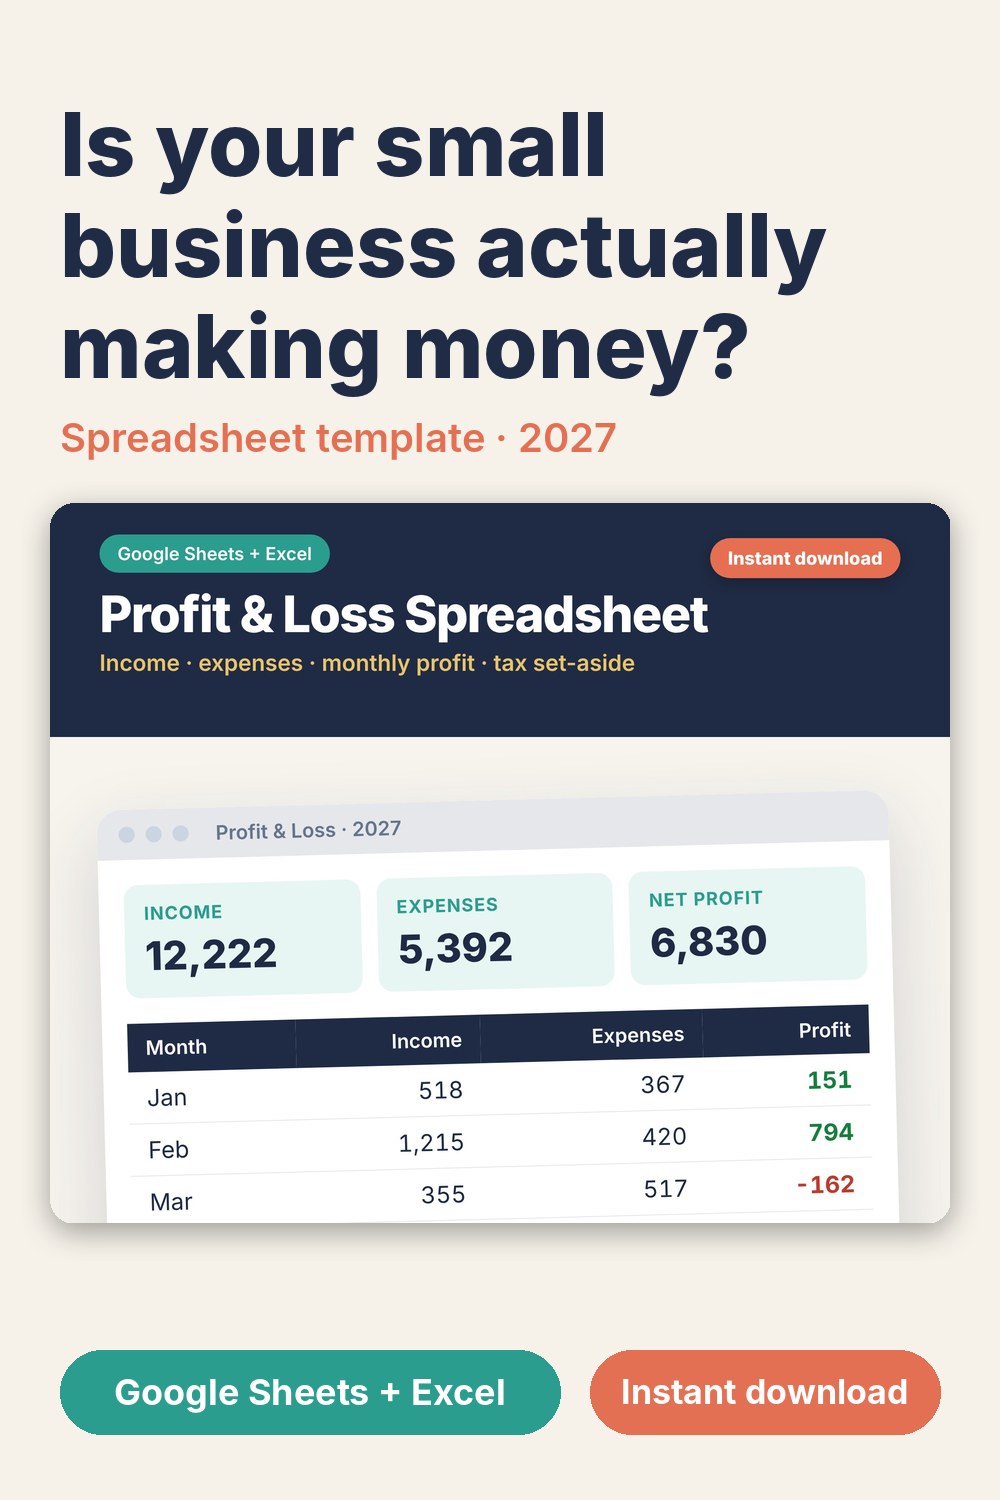 Is your small
business actually
making money?
Spreadsheet template · 2027
Google Sheets + Excel
Instant download
Profit & Loss Spreadsheet
Income · expenses · monthly profit · tax set-aside
Profit & Loss · 2027
INCOME EXPENSES NET PROFIT
12,222 5,392 6,830
Month Income Expenses Profit
Jan 518 367 151
Feb 1,215 420 794
Mar 355 517 -162
Google Sheets + Excel Instant download